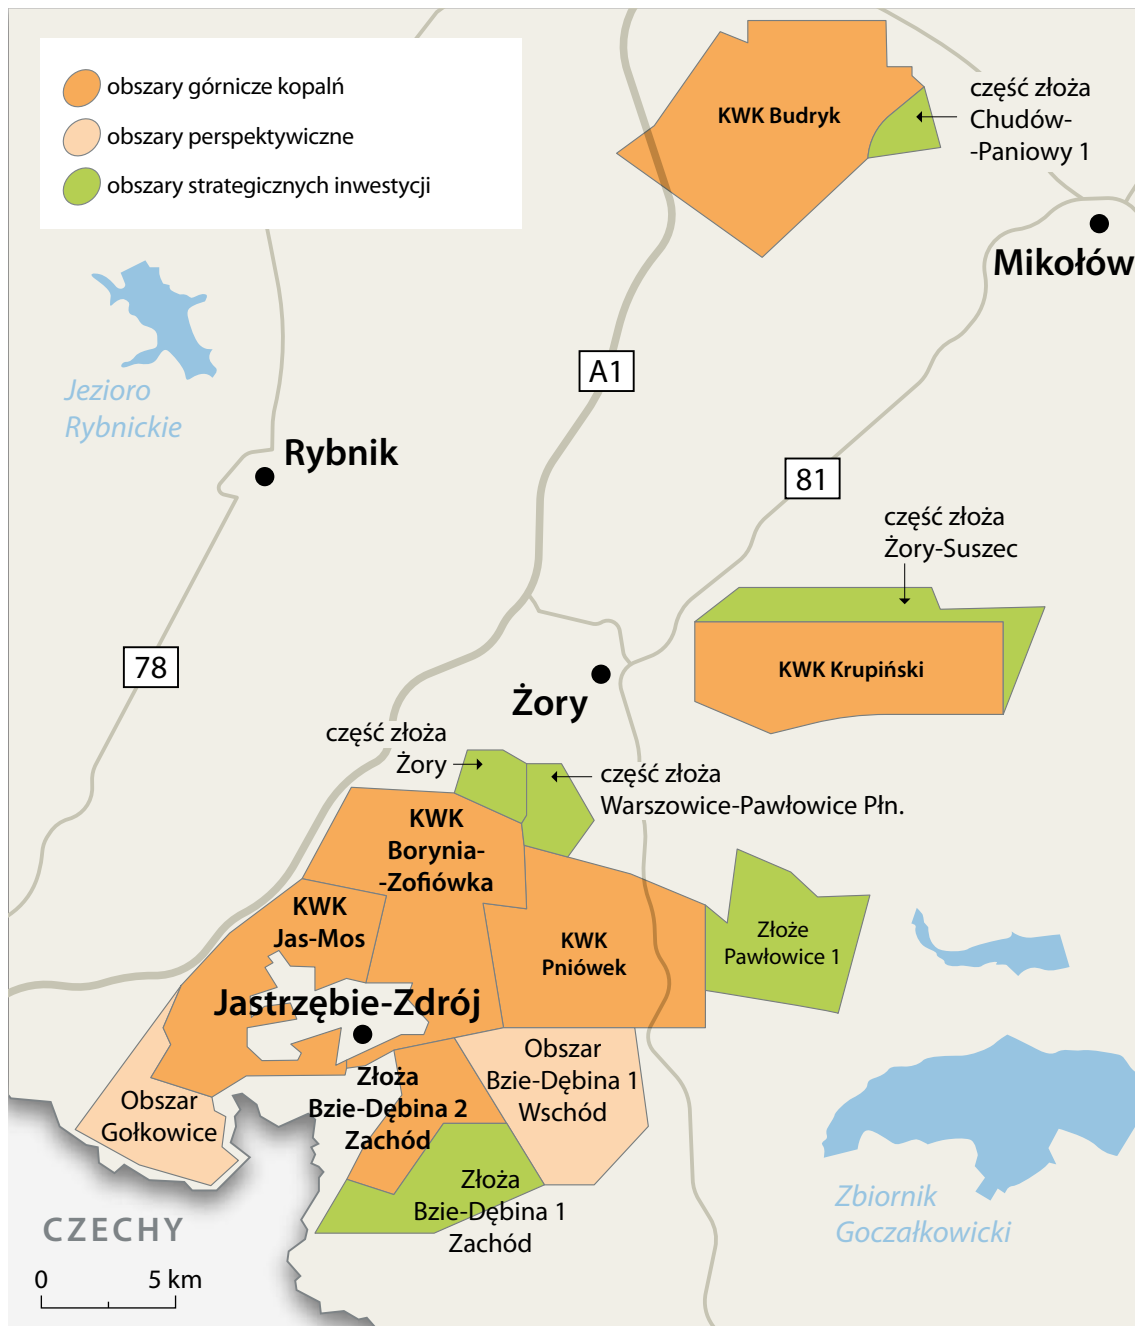 obszary górnicze kopalń
obszary perspektywiczne
obszary strategicznych inwestycji
KWK Budryk
część złoża
Chudów-
-Paniowy 1
Mikołów
Jezioro
Rybnickie
A1
Rybnik
81
część złoża
Żory-Suszec
78
KWK Krupiński
Żory
część złoża
Żory
część złoża
Warszowice-Pawłowice Płn.
KWK
Borynia-
-Zofiówka
KWK
Jas-Mos
KWK
Pniówek
Złoże
Pawłowice 1
Jastrzębie-Zdrój
Obszar
Bzie-Dębina 1
Wschód
Złoża
Bzie-Dębina 2
Zachód
Obszar
Gołkowice
Złoża
Bzie-Dębina 1
Zachód
Zbiornik
Goczałkowicki
CZECHY
0 5 km